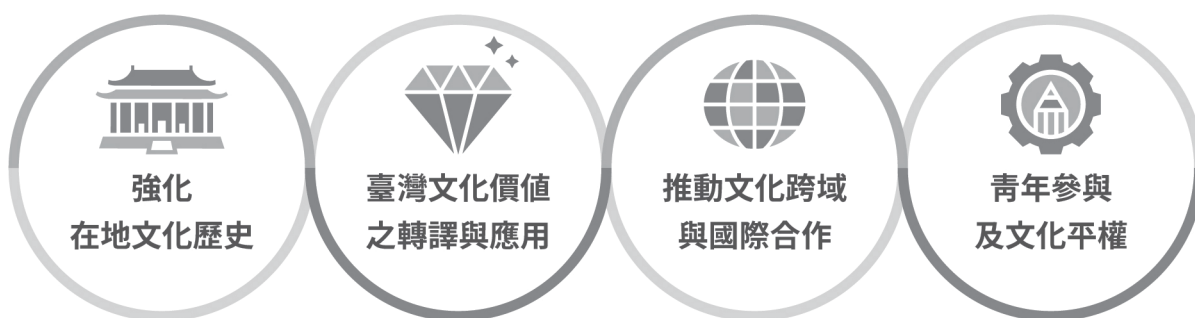 強化
在地文化歷史
臺灣文化價值
之轉譯與應用
推動文化跨域
與國際合作
青年參與
及文化平權